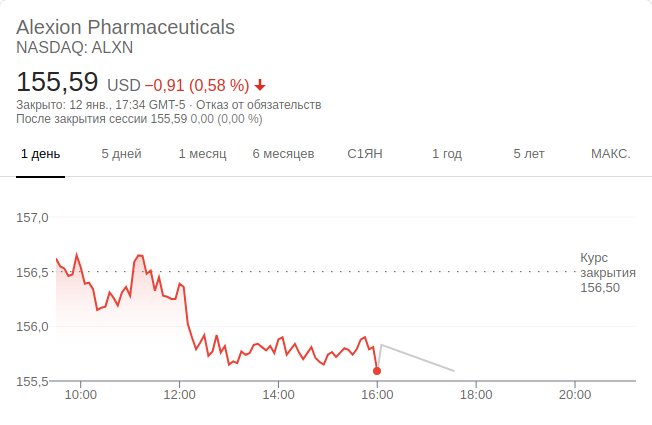 Alexion Pharmaceuticals
NASDAQ: ALXN
155,59 USD −0,91 (0,58 %)
Закрыто: 12 янв., 17:34 GMT-5 · Отказ от обязательств
После закрытия сессии 155,59 0,00 (0,00 %)
1 день 5 дней 1 месяц 6 месяцев С1ЯН 1 год 5 лет МАКС.
157,0
156,5
156,0
155,5
Курс
закрытия
156,50
10:00 12:00 14:00 16:00 18:00 20:00